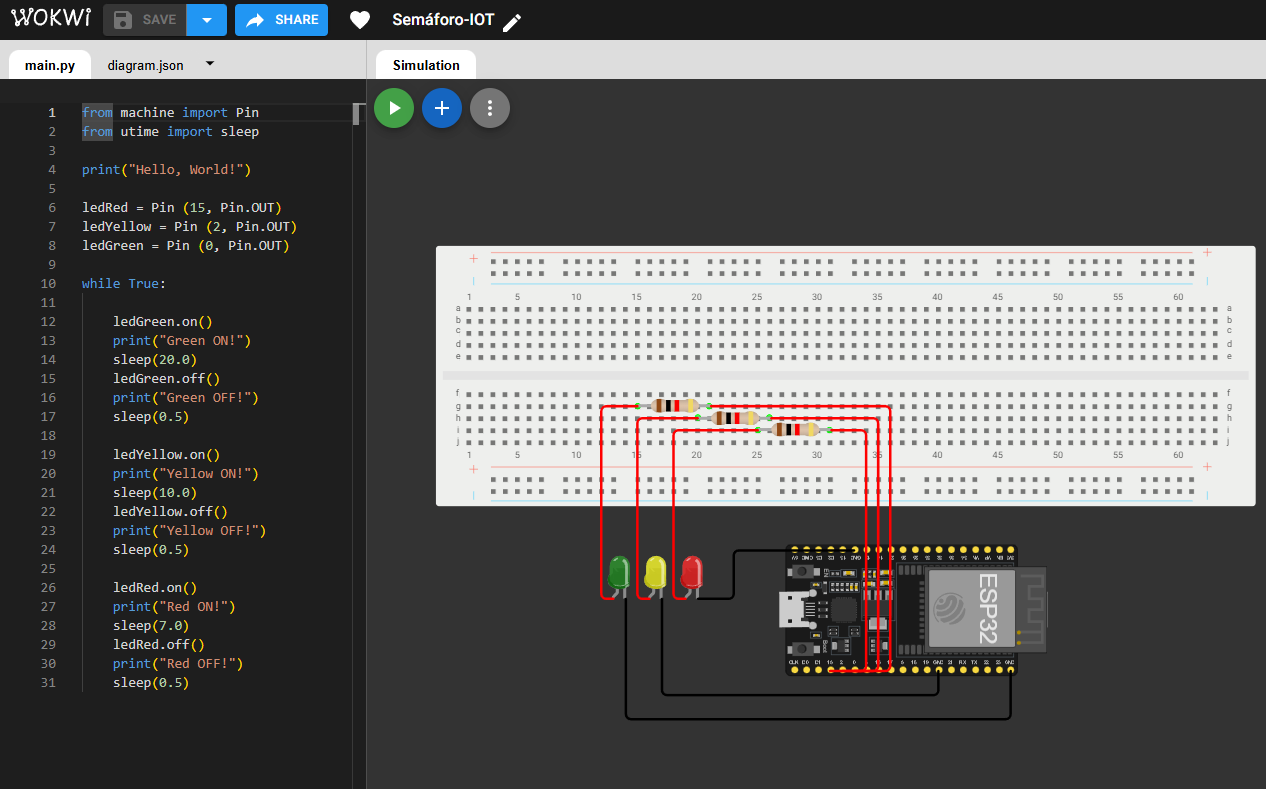 WOKWI SAVE SHARE Semáforo-IOT
main.py diagram.json
Simulation
1 from machine import Pin
2 from utime import sleep
3
4 print("Hello, World!")
5
6 ledRed = Pin (15, Pin.OUT)
7 ledYellow = Pin (2, Pin.OUT)
8 ledGreen = Pin (0, Pin.OUT)
9
10 while True:
11
12 ledGreen.on()
13 print("Green ON!")
14 sleep(20.0)
15 ledGreen.off()
16 print("Green OFF!")
17 sleep(0.5)
18
19 ledYellow.on()
20 print("Yellow ON!")
21 sleep(10.0)
22 ledYellow.off()
23 print("Yellow OFF!")
24 sleep(0.5)
25
26 ledRed.on()
27 print("Red ON!")
28 sleep(7.0)
29 ledRed.off()
30 print("Red OFF!")
31 sleep(0.5)
1 5 10 15 20 25 30 35 40 45 50 55 60
a a
b b
c c
d d
e e
f f
g g
h h
i i
j j
1 5 10 15 20 25 30 35 40 45 50 55 60
ESP32